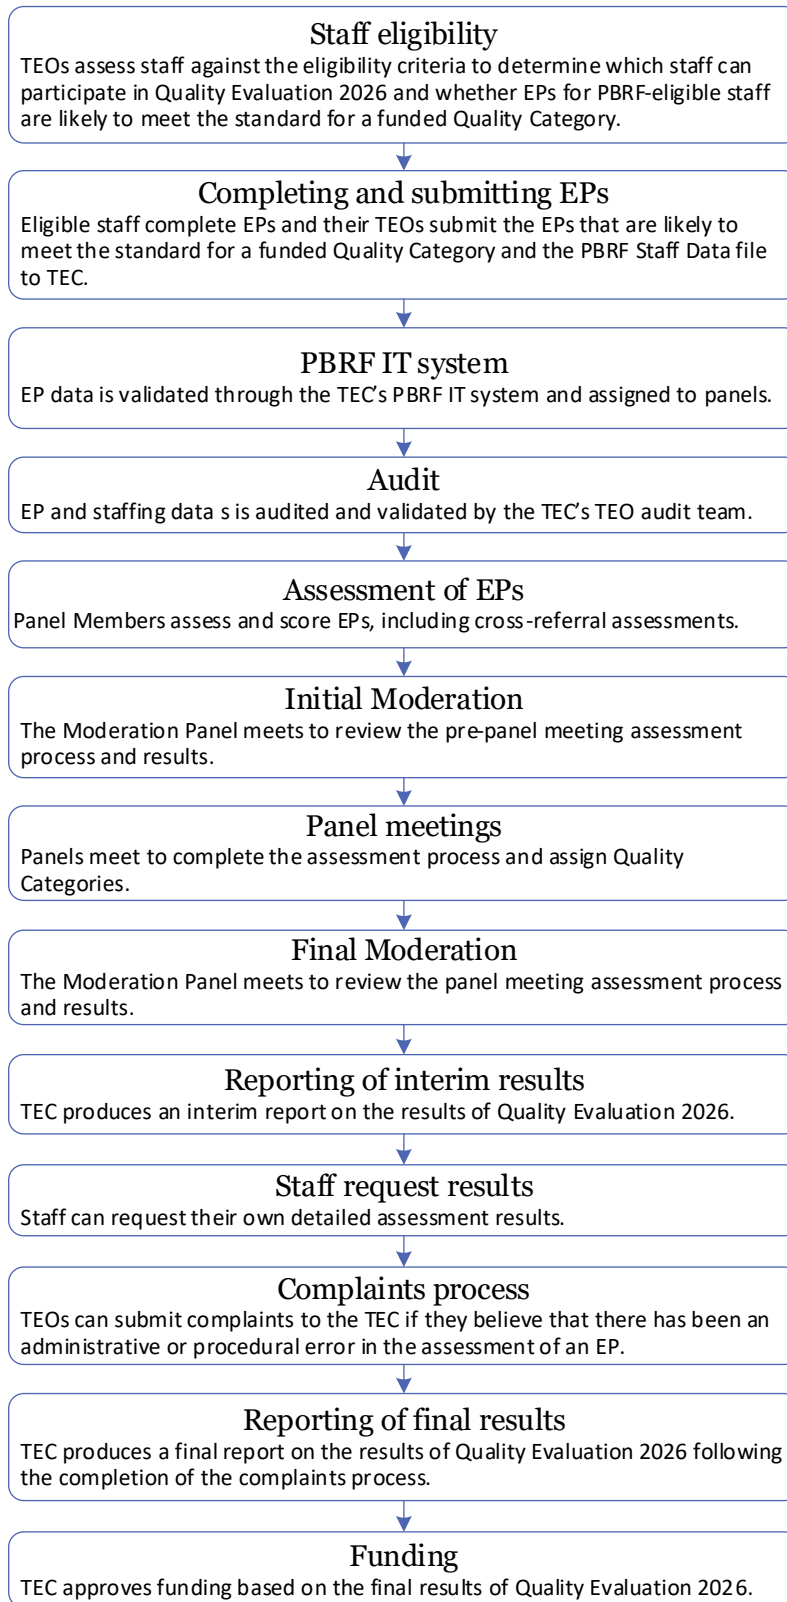 Staff eligibility
TEOs assess staff against the eligibility criteria to determine which staff can
participate in Quality Evaluation 2026 and whether EPs for PBRF-eligible staff
are likely to meet the standard for a funded Quality Category.
Completing and submitting EPs
Eligible staff complete EPs and their TEOs submit the EPs that are likely to
meet the standard for a funded Quality Category and the PBRF Staff Data file
to TEC.
PBRF IT system
EP data is validated through the TEC’s PBRF IT system and assigned to panels.
Audit
EP and staffing data s is audited and validated by the TEC’s TEO audit team.
Assessment of EPs
Panel Members assess and score EPs, including cross-referral assessments.
Initial Moderation
The Moderation Panel meets to review the pre-panel meeting assessment
process and results.
Panel meetings
Panels meet to complete the assessment process and assign Quality
Categories.
Final Moderation
The Moderation Panel meets to review the panel meeting assessment process
and results.
Reporting of interim results
TEC produces an interim report on the results of Quality Evaluation 2026.
Staff request results
Staff can request their own detailed assessment results.
Complaints process
TEOs can submit complaints to the TEC if they believe that there has been an
administrative or procedural error in the assessment of an EP.
Reporting of final results
TEC produces a final report on the results of Quality Evaluation 2026 following
the completion of the complaints process.
Funding
TEC approves funding based on the final results of Quality Evaluation 2026.